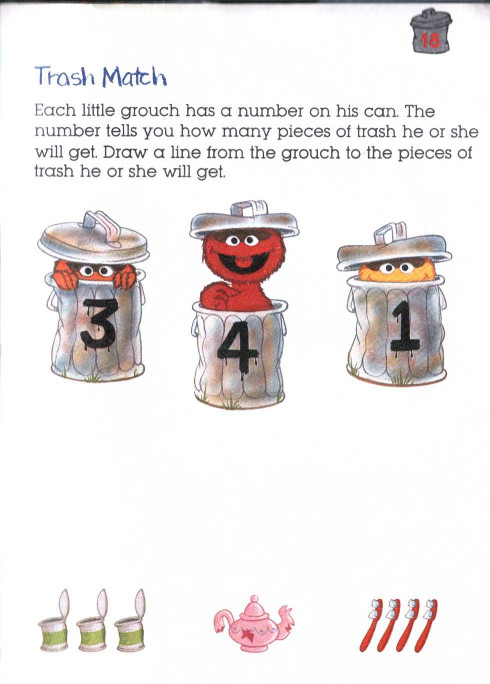 18
Trash Match
Each little grouch has a number on his can. The
number tells you how many pieces of trash he or she
will get. Draw a line from the grouch to the pieces of
trash he or she will get.
3 4 1